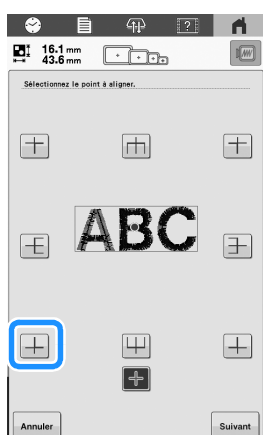 ?
16.1 mm
43.6 mm
Sélectionnez le point à aligner.
ABC
Annuler
Suivant